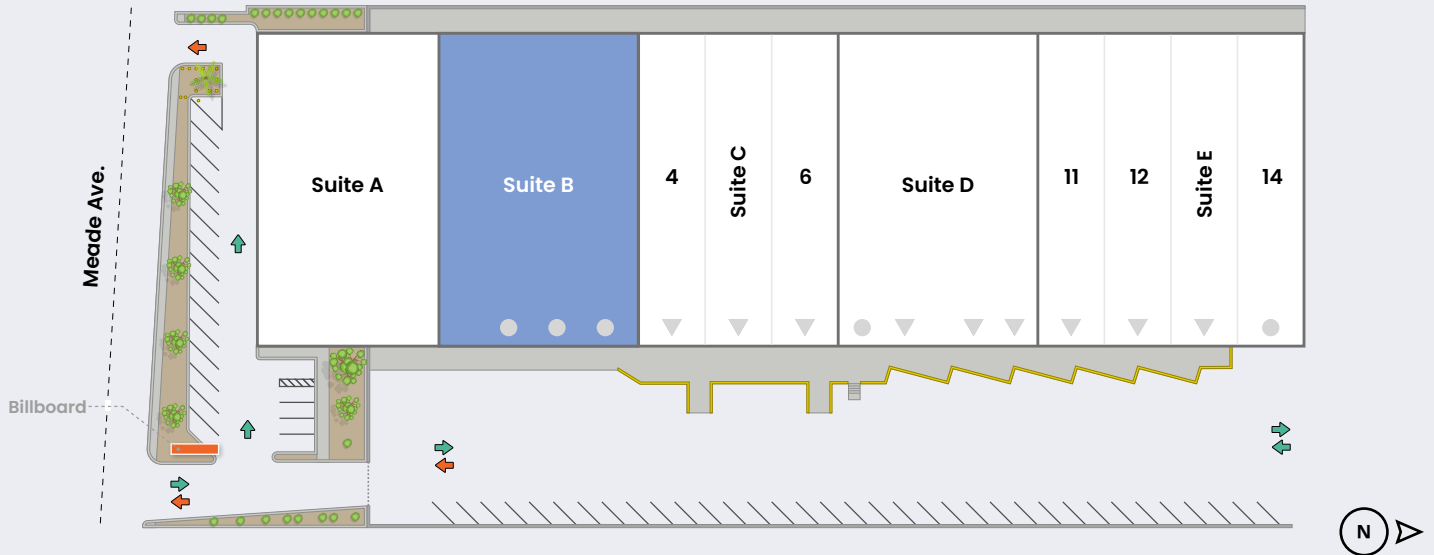 Meade Ave.
Suite A
Suite B
4
Suite C
6
Suite D
11
12
Suite E
14
Billboard
N